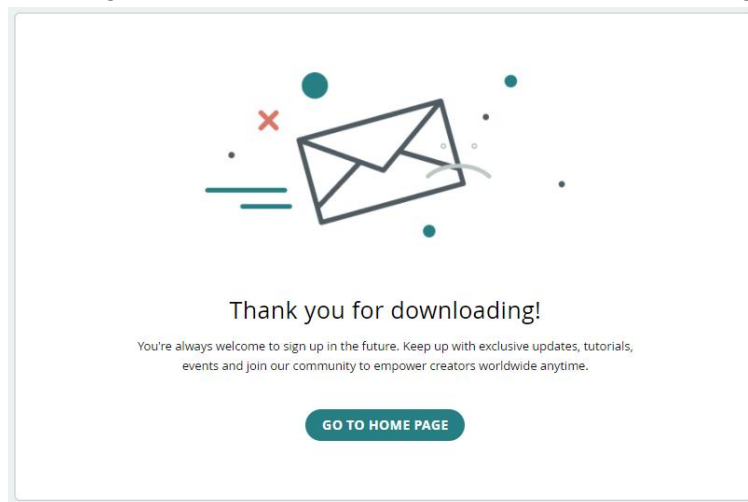 Thank you for downloading!
You're always welcome to sign up in the future. Keep up with exclusive updates, tutorials,
events and join our community to empower creators worldwide anytime.
GO TO HOME PAGE